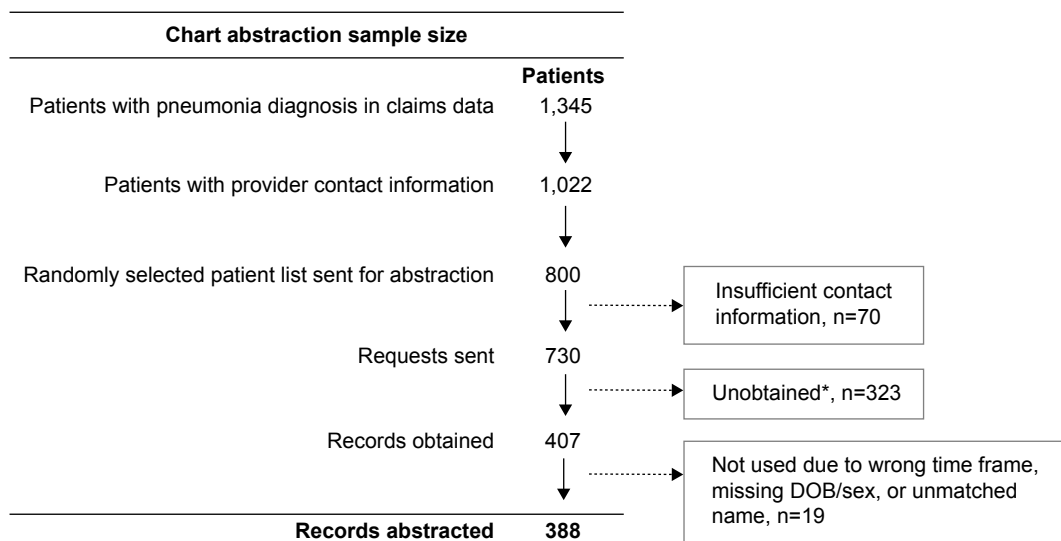 Chart abstraction sample size
Patients
Patients with pneumonia diagnosis in claims data 1,345
Patients with provider contact information 1,022
Randomly selected patient list sent for abstraction 800
Insufficient contact
information, n=70
Requests sent 730
Unobtained*, n=323
Records obtained 407
Not used due to wrong time frame,
missing DOB/sex, or unmatched
name, n=19
Records abstracted 388